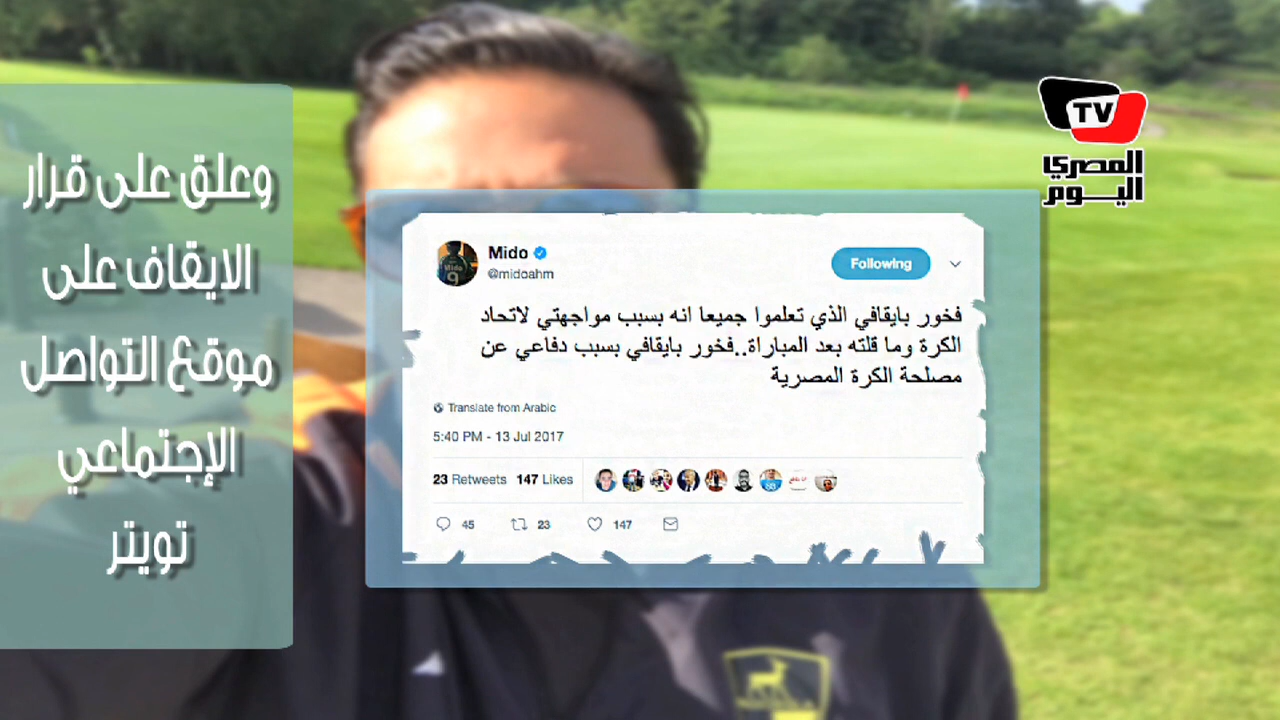 وعلق على قرار
الايقاف على
موقع التواصل
الإجتماعي
تويتر
TV
المصري
اليوم
Mido
@midoahm
Following
فخور بايقافي الذي تعلموا جميعا انه بسبب مواجهتي لاتحاد
الكرة وما قلته بعد المباراة..فخور بايقافي بسبب دفاعي عن
مصلحة الكرة المصرية
Translate from Arabic
5:40 PM - 13 Jul 2017
23 Retweets 147 Likes
45 23 147